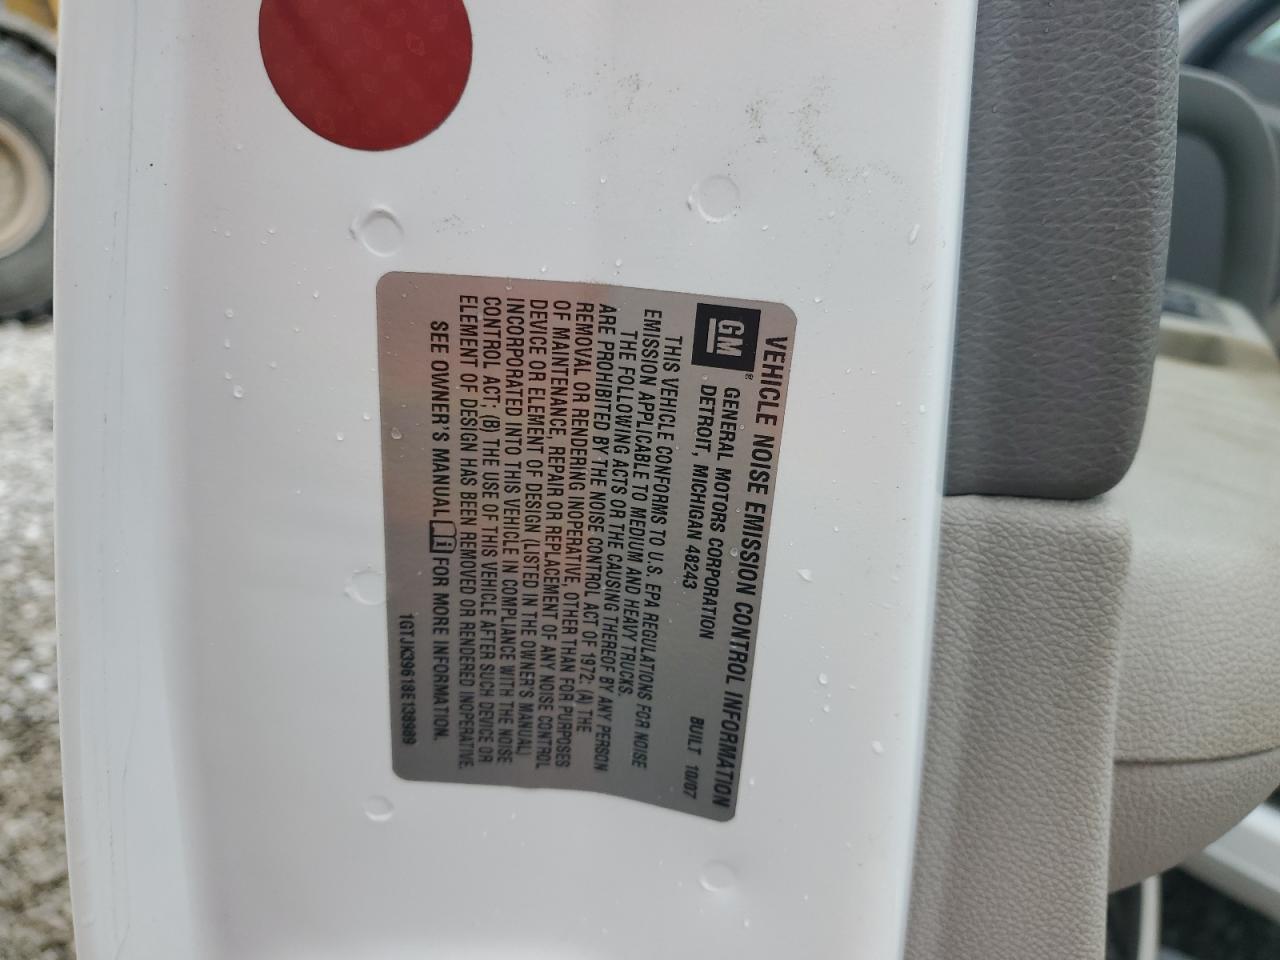 VEHICLE NOISE EMISSION CONTROL INFORMATION
GM®
GENERAL MOTORS CORPORATION
DETROIT, MICHIGAN 48243 BUILT 10/07
THIS VEHICLE CONFORMS TO U.S. EPA REGULATIONS FOR NOISE
EMISSION APPLICABLE TO MEDIUM AND HEAVY TRUCKS.
THE FOLLOWING ACTS OR THE CAUSING THEREOF BY ANY PERSON
ARE PROHIBITED BY THE NOISE CONTROL ACT OF 1972: (A) THE
REMOVAL OR RENDERING INOPERATIVE, OTHER THAN FOR PURPOSES
OF MAINTENANCE, REPAIR OR REPLACEMENT OF ANY NOISE CONTROL
DEVICE OR ELEMENT OF DESIGN (LISTED IN THE OWNER'S MANUAL)
INCORPORATED INTO THIS VEHICLE IN COMPLIANCE WITH THE NOISE
CONTROL ACT; (B) THE USE OF THIS VEHICLE AFTER SUCH DEVICE OR
ELEMENT OF DESIGN HAS BEEN REMOVED OR RENDERED INOPERATIVE.
SEE OWNER'S MANUAL FOR MORE INFORMATION.
1GTJK39618E138989